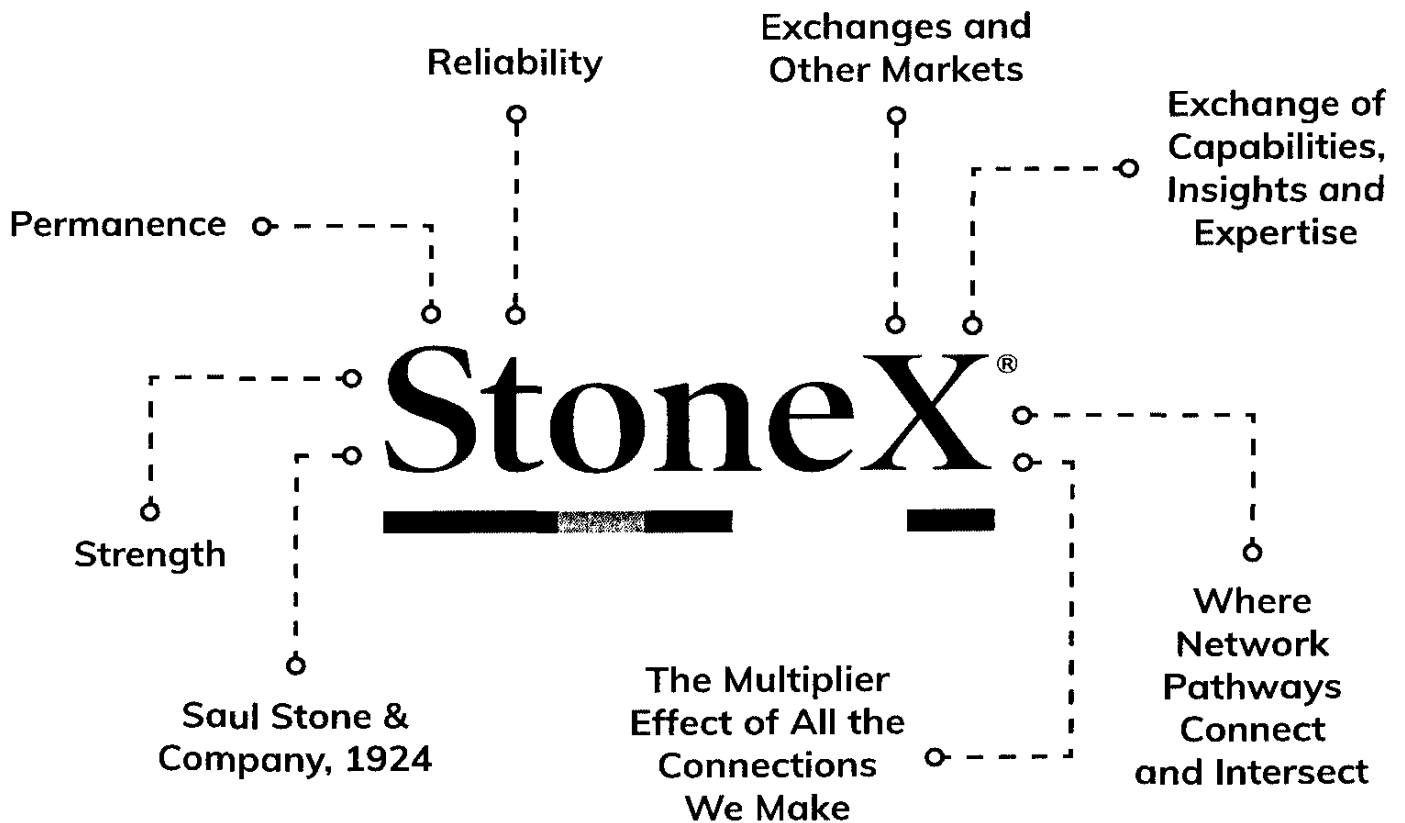 Reliability
Exchanges and
Other Markets
Exchange of
Capabilities,
Insights and
Expertise
Permanence
StoneX®
Strength
Saul Stone &
Company, 1924
The Multiplier
Effect of All the
Connections
We Make
Where
Network
Pathways
Connect
and Intersect